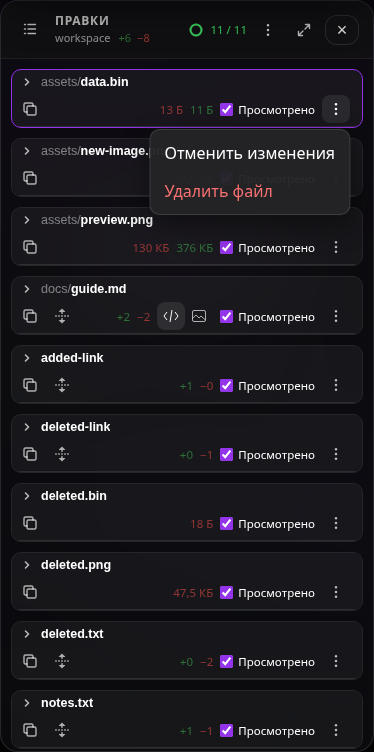 ПРАВКИ
workspace +6 −8
11 / 11
assets/data.bin
13 Б 11 Б Просмотрено
Отменить изменения
Удалить файл
assets/new-image.
assets/preview.png
130 КБ 376 КБ Просмотрено
docs/guide.md
+2 −2 Просмотрено
added-link
+1 −0 Просмотрено
deleted-link
+0 −1 Просмотрено
deleted.bin
18 Б Просмотрено
deleted.png
47,5 КБ Просмотрено
deleted.txt
+0 −2 Просмотрено
notes.txt
+1 −1 Просмотрено